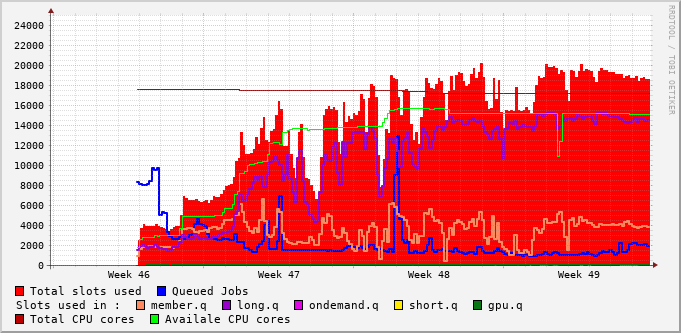 RRDTOOL / TOBI OETIKER
24000
22000
20000
18000
16000
14000
12000
10000
8000
6000
4000
2000
0
Week 46 Week 47 Week 48 Week 49
Total slots used Queued Jobs
Slots used in : member.q long.q ondemand.q short.q gpu.q
Total CPU cores Availale CPU cores